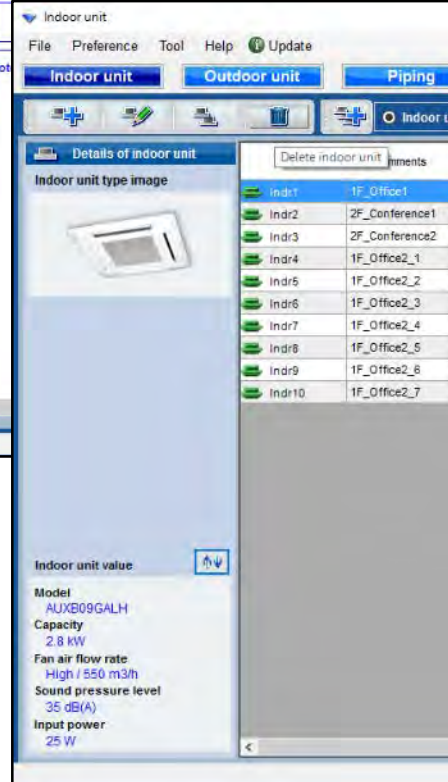 Indoor unit
File Preference Tool Help Update
Indoor unit Outdoor unit Piping
Indoor u
Details of indoor unit
Delete indoor unit mments
Indoor unit type image
Indr1 1F_Office1
Indr2 2F_Conference1
Indr3 2F_Conference2
Indr4 1F_Office2_1
Indr5 1F_Office2_2
Indr6 1F_Office2_3
Indr7 1F_Office2_4
Indr8 1F_Office2_5
Indr9 1F_Office2_6
Indr10 1F_Office2_7
Indoor unit value
Model
AUXB09GALH
Capacity
2.8 kW
Fan air flow rate
High / 550 m3/h
Sound pressure level
35 dB(A)
Input power
25 W